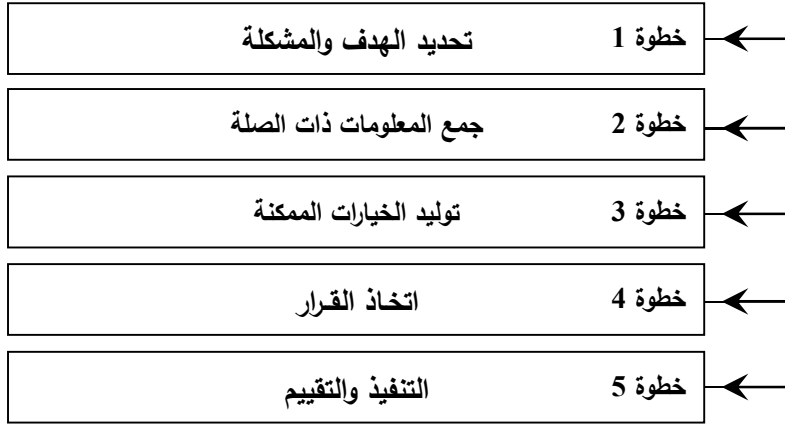 خطوة 1 تحديد الهدف والمشكلة
خطوة 2 جمع المعلومات ذات الصلة
خطوة 3 توليد الخيارات الممكنة
خطوة 4 اتخاذ القرار
خطوة 5 التنفيذ والتقييم